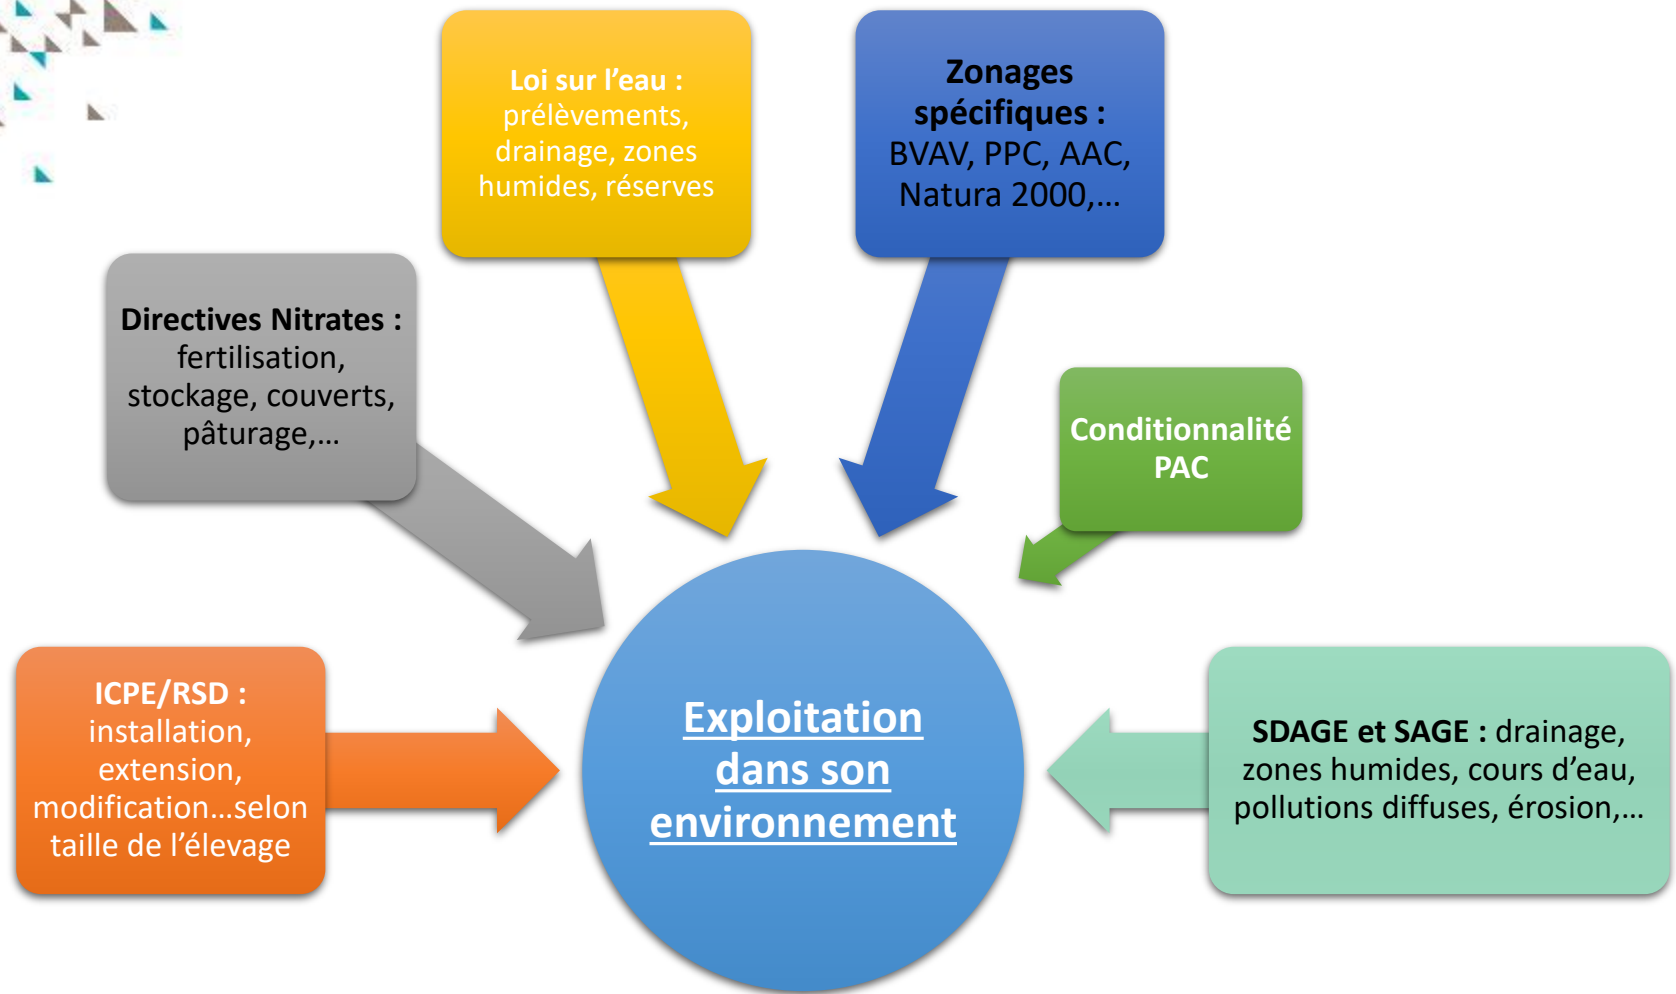 Loi sur l’eau :
prélèvements,
drainage, zones
humides, réserves
Zonages
spécifiques :
BVAV, PPC, AAC,
Natura 2000,…
Directives Nitrates :
fertilisation,
stockage, couverts,
pâturage,…
Conditionnalité
PAC
ICPE/RSD :
installation,
extension,
modification…selon
taille de l’élevage
Exploitation
dans son
environnement
SDAGE et SAGE : drainage,
zones humides, cours d’eau,
pollutions diffuses, érosion,…